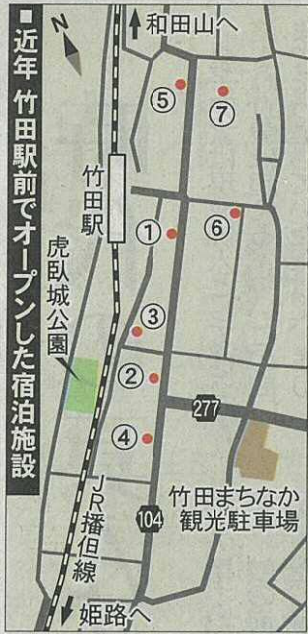 ■近年 竹田駅前でオープンした宿泊施設
N
和田山へ
⑤
⑦
竹田駅
①
⑥
虎臥城公園
③
②
277
④
竹田まちなか
観光駐車場
104
JR播但線
姫路へ